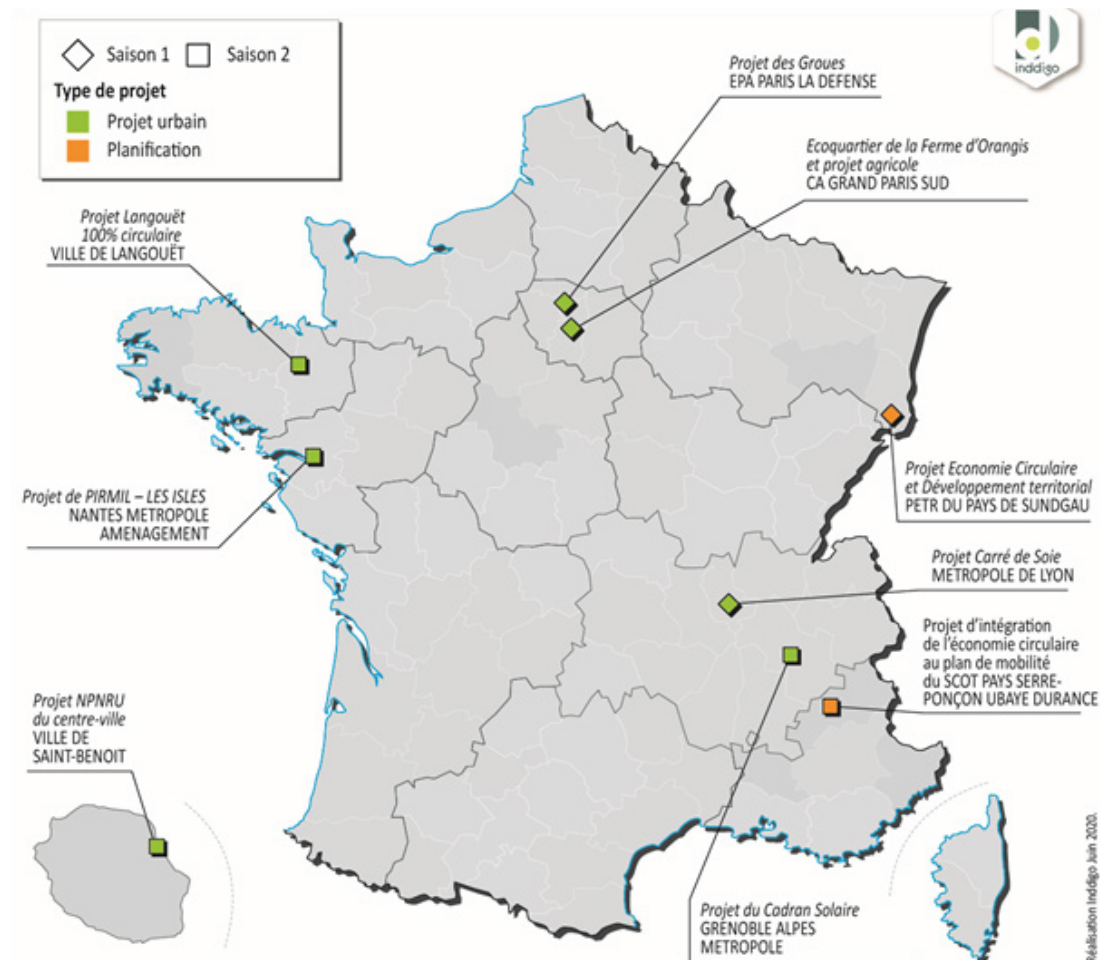 Saison 1
Saison 2
Type de projet
Projet urbain
Planification
inddigo
Projet des Groues
EPA PARIS LA DEFENSE
Ecoquartier de la Ferme d'Orangis
et projet agricole
CA GRAND PARIS SUD
Projet Langouët
100% circulaire
VILLE DE LANGOUËT
Projet de PIRMIL – LES ISLES
NANTES METROPOLE
AMENAGEMENT
Projet Economie Circulaire
et Développement territorial
PETR DU PAYS DE SUNDGAU
Projet Carré de Soie
METROPOLE DE LYON
Projet d'intégration
de l'économie circulaire
au plan de mobilité
du SCOT PAYS SERRE-
PONÇON UBAYE DURANCE
Projet NPNRU
du centre-ville
VILLE DE
SAINT-BENOIT
Projet du Cadran Solaire
GRENOBLE ALPES
METROPOLE
Réalisation Inddigo Juin 2020.